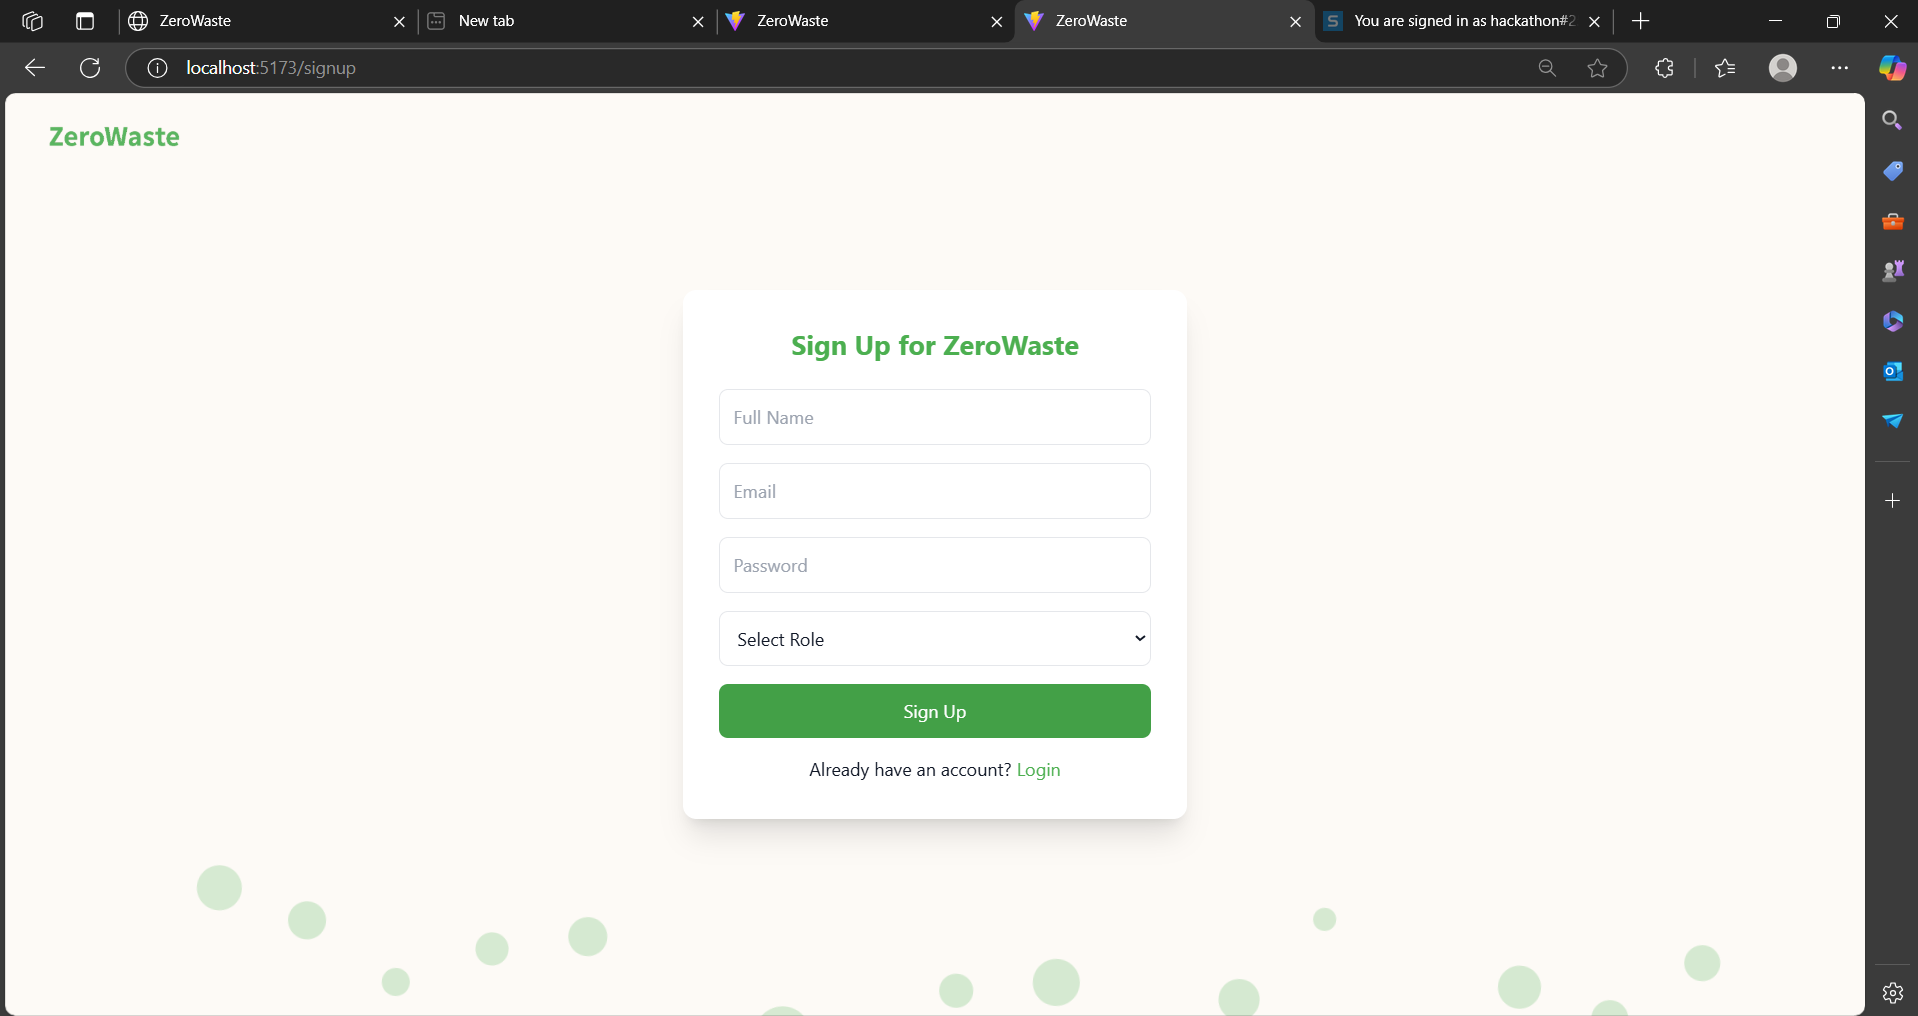 ZeroWaste
New tab
ZeroWaste
ZeroWaste
You are signed in as hackathon#2
localhost:5173/signup
ZeroWaste
Sign Up for ZeroWaste
Full Name
Email
Password
Select Role
Sign Up
Already have an account? Login